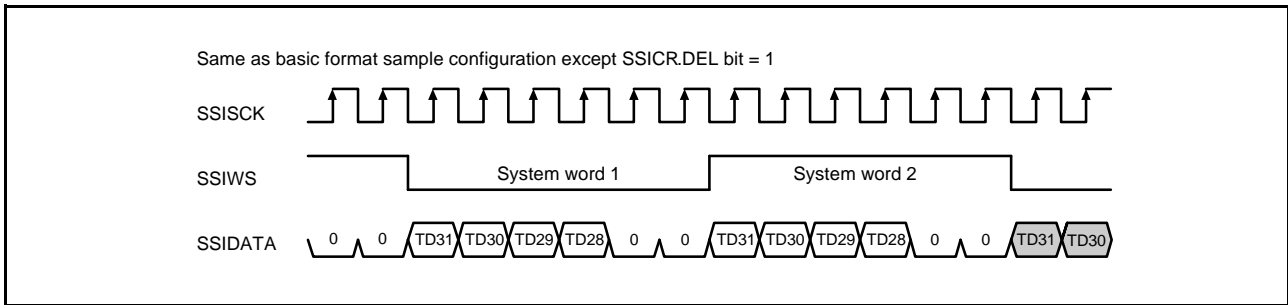 Same as basic format sample configuration except SSICR.DEL bit = 1
SSISCK
SSIWS System word 1 System word 2
SSIDATA 0 0 TD31 TD30 TD29 TD28 0 0 TD31 TD30 TD29 TD28 0 0 TD31 TD30